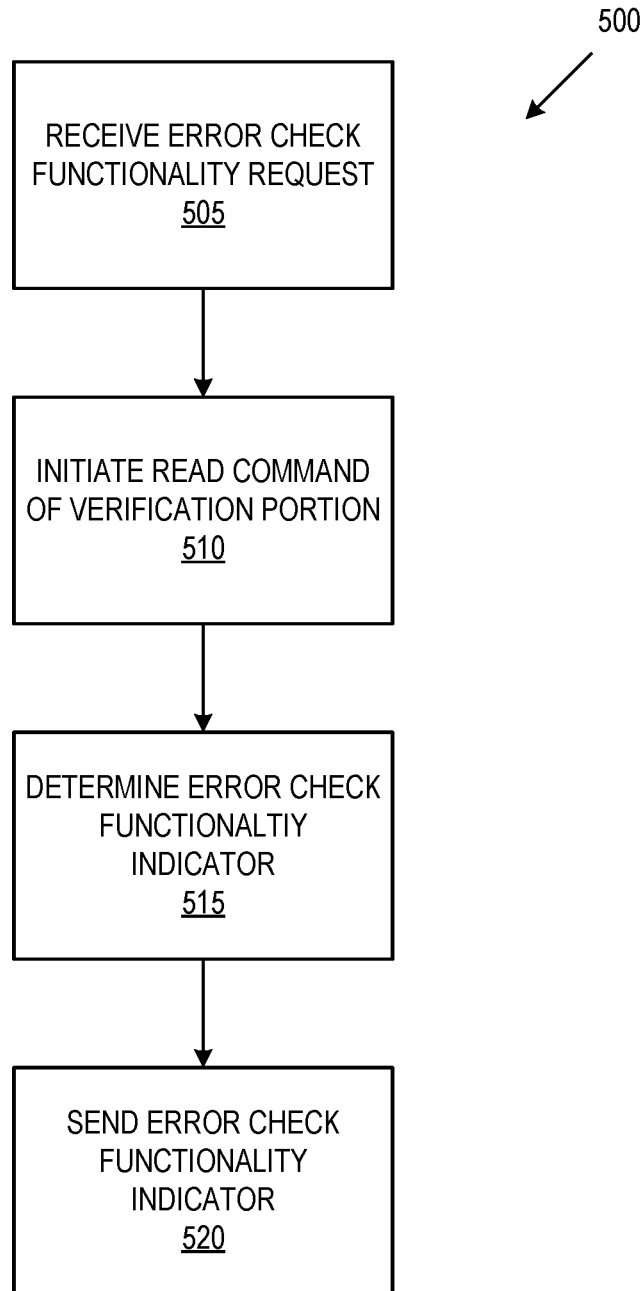 500
RECEIVE ERROR CHECK
FUNCTIONALITY REQUEST
505
INITIATE READ COMMAND
OF VERIFICATION PORTION
510
DETERMINE ERROR CHECK
FUNCTIONALTIY
INDICATOR
515
SEND ERROR CHECK
FUNCTIONALITY
INDICATOR
520